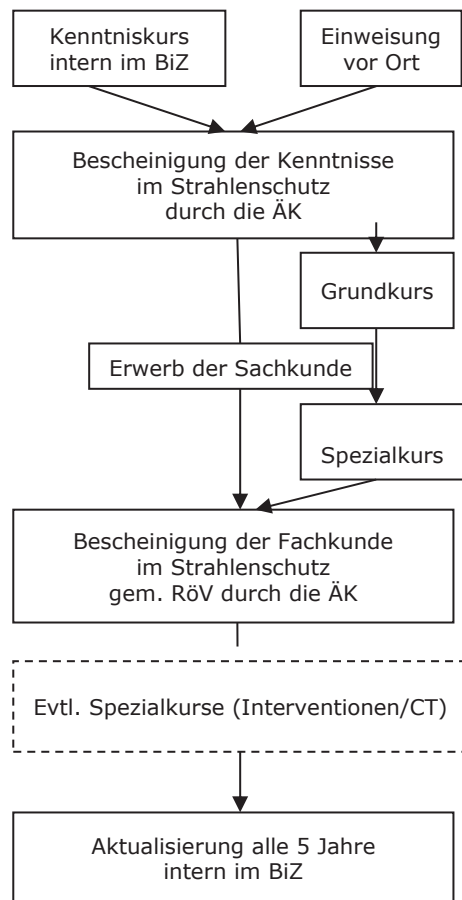 Kenntniskurs
intern im BiZ
Einweisung
vor Ort
Bescheinigung der Kenntnisse
im Strahlenschutz
durch die ÄK
Grundkurs
Erwerb der Sachkunde
Spezialkurs
Bescheinigung der Fachkunde
im Strahlenschutz
gem. RöV durch die ÄK
Evtl. Spezialkurse (Interventionen/CT)
Aktualisierung alle 5 Jahre
intern im BiZ